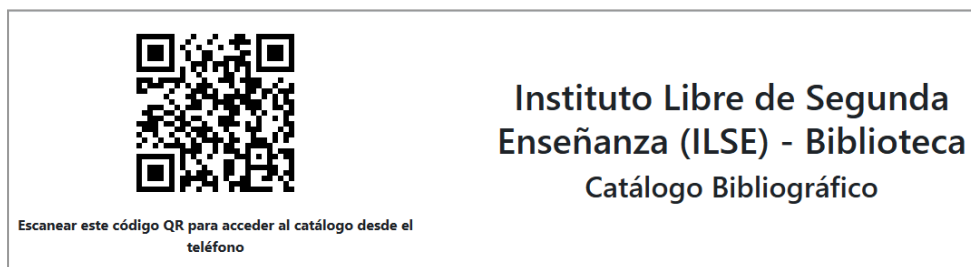 Instituto Libre de Segunda
Enseñanza (ILSE) - Biblioteca
Catálogo Bibliográfico
Escanear este código QR para acceder al catálogo desde el
teléfono